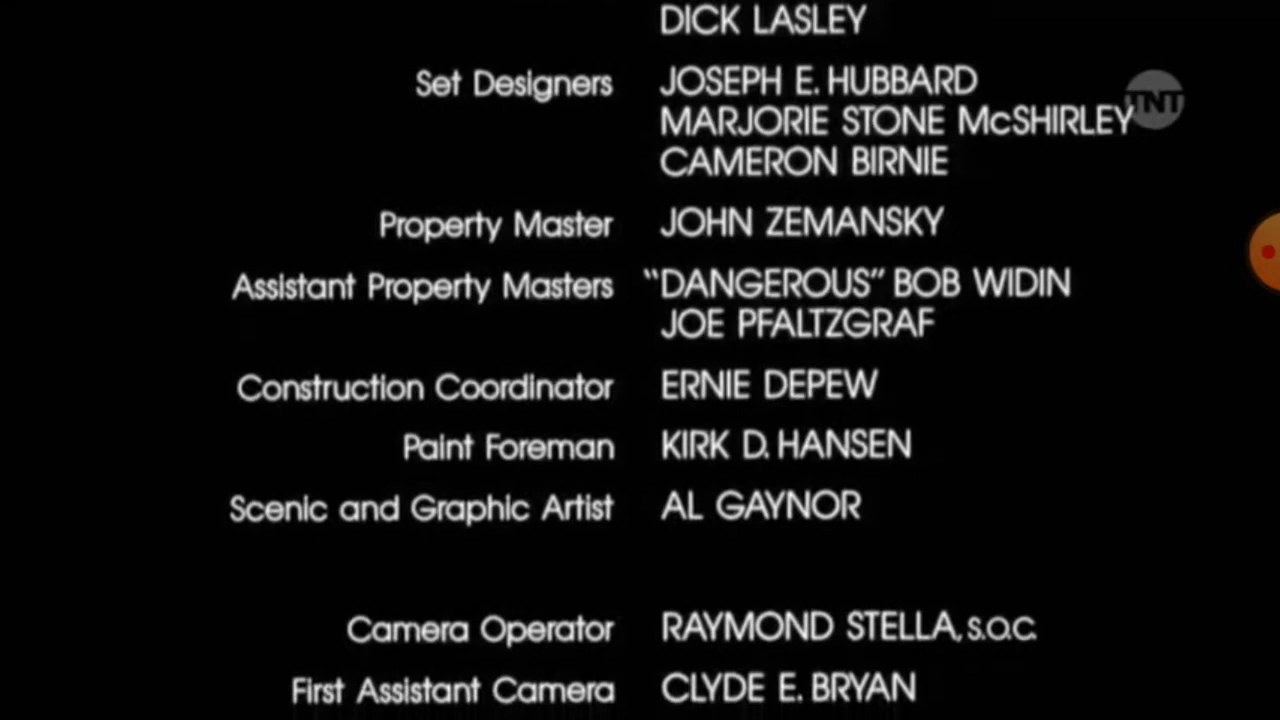 DICK LASLEY
Set Designers JOSEPH E. HUBBARD
MARJORIE STONE McSHIRLEY
CAMERON BIRNIE
TNT
Property Master JOHN ZEMANSKY
Assistant Property Masters "DANGEROUS" BOB WIDIN
JOE PFALTZGRAF
Construction Coordinator ERNIE DEPEW
Paint Foreman KIRK D. HANSEN
Scenic and Graphic Artist AL GAYNOR
Camera Operator RAYMOND STELLA, S.O.C.
First Assistant Camera CLYDE E. BRYAN